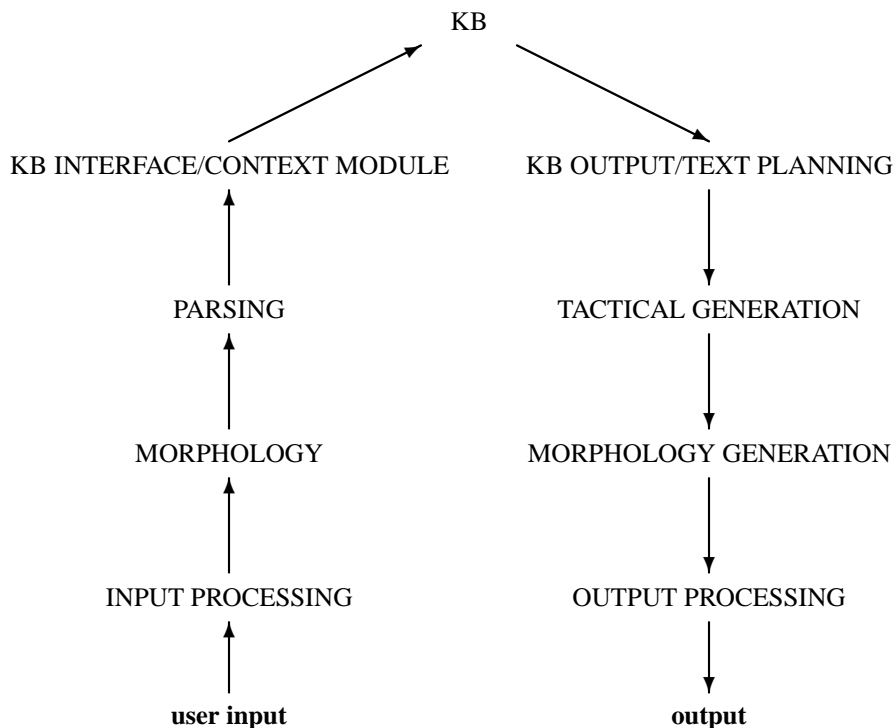 KB
KB INTERFACE/CONTEXT MODULE
KB OUTPUT/TEXT PLANNING
PARSING
TACTICAL GENERATION
MORPHOLOGY
MORPHOLOGY GENERATION
INPUT PROCESSING
OUTPUT PROCESSING
user input
output